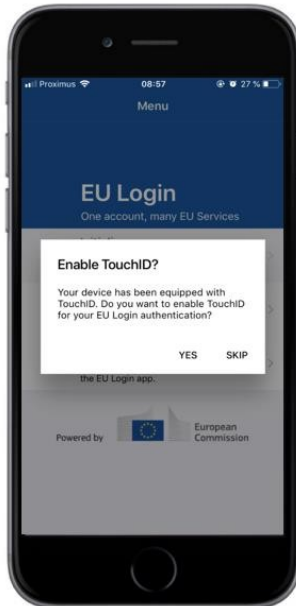 Proximus 08:57 27 %
Menu
EU Login
One account, many EU Services
Enable TouchID?
Your device has been equipped with
TouchID. Do you want to enable TouchID
for your EU Login authentication?
YES SKIP
the EU Login app.
Powered by
European
Commission